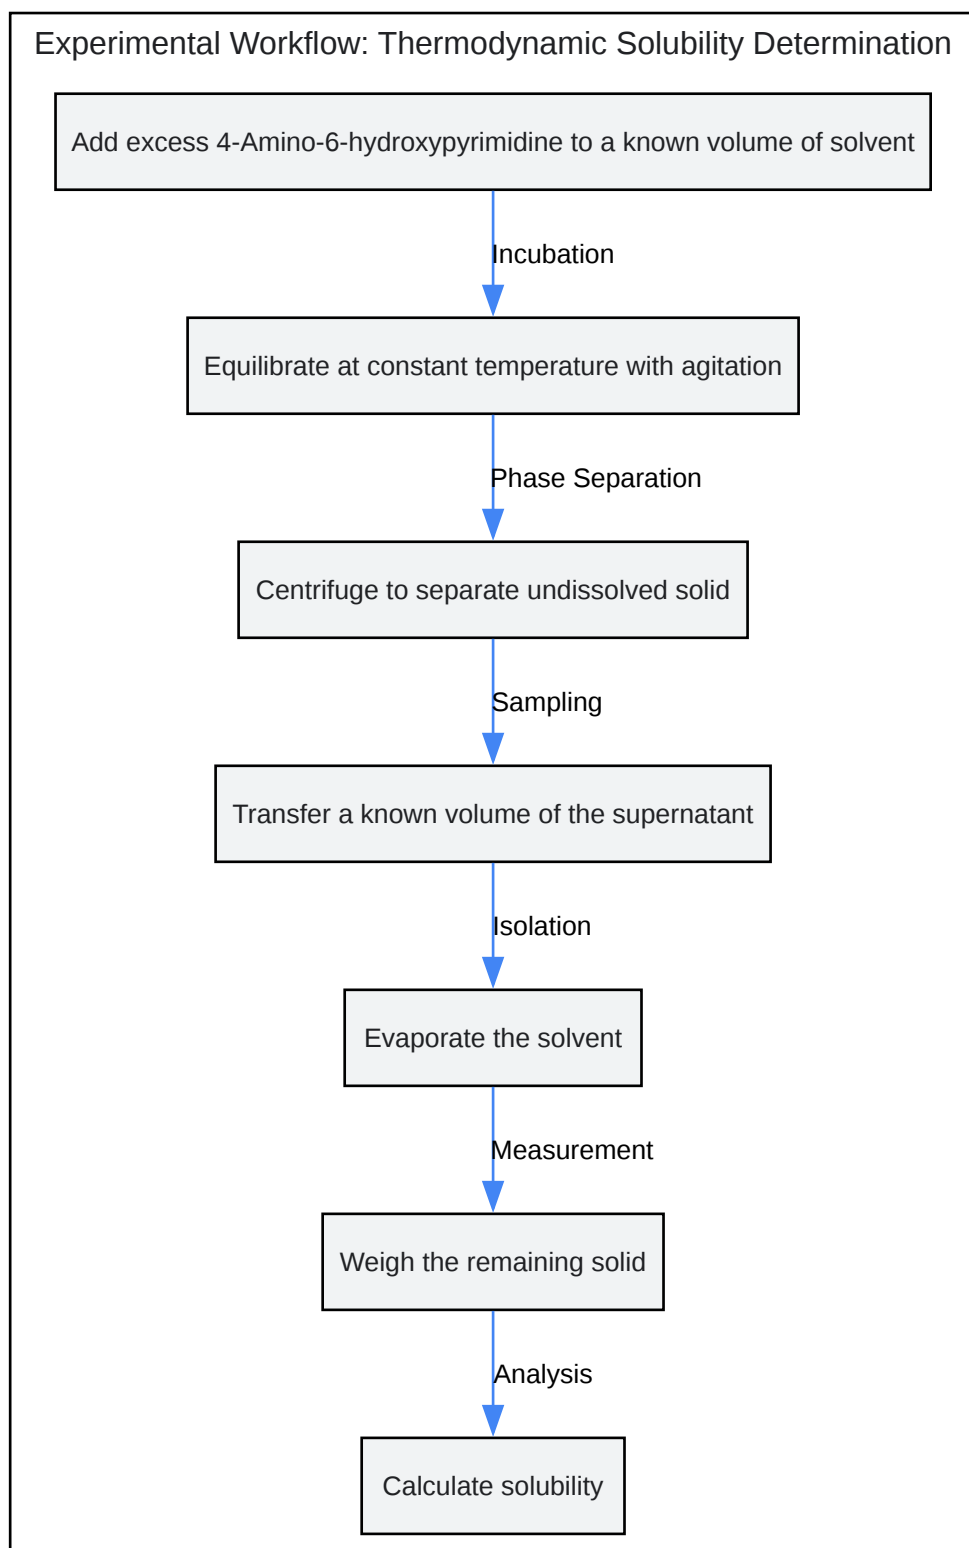 Experimental Workflow: Thermodynamic Solubility Determination
Add excess 4-Amino-6-hydroxypyrimidine to a known volume of solvent
Incubation
Equilibrate at constant temperature with agitation
Phase Separation
Centrifuge to separate undissolved solid
Sampling
Transfer a known volume of the supernatant
Isolation
Evaporate the solvent
Measurement
Weigh the remaining solid
Analysis
Calculate solubility